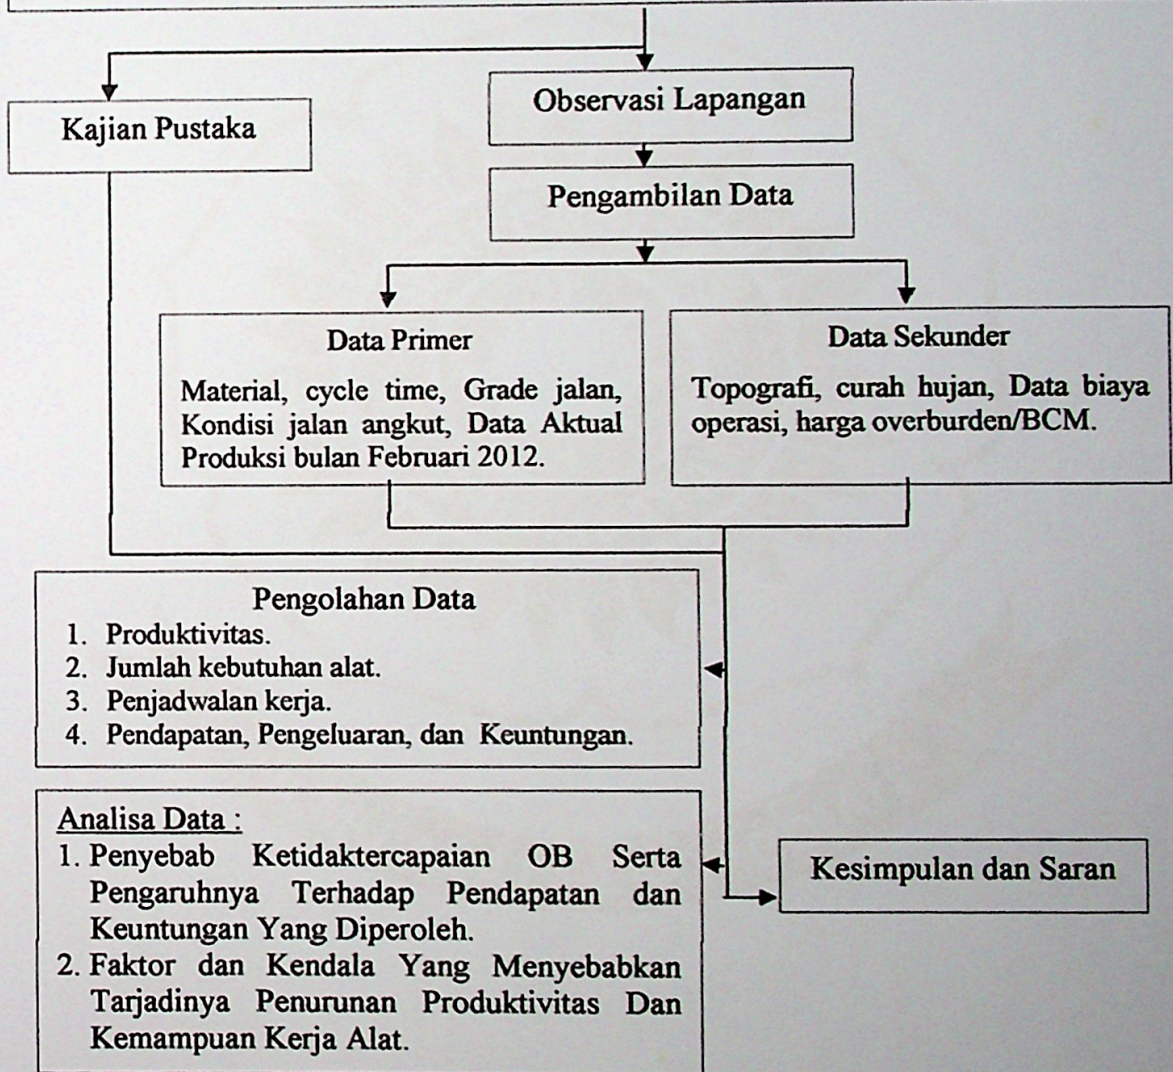 Kajian Pustaka
Observasi Lapangan
Pengambilan Data
Data Primer
Material, cycle time, Grade jalan,
Kondisi jalan angkut, Data Aktual
Produksi bulan Februari 2012.
Data Sekunder
Topografi, curah hujan, Data biaya
operasi, harga overburden/BCM.
Pengolahan Data
1. Produktivitas.
2. Jumlah kebutuhan alat.
3. Penjadwalan kerja.
4. Pendapatan, Pengeluaran, dan Keuntungan.
Analisa Data :
1. Penyebab Ketidaktercapaian OB Serta
Pengaruhnya Terhadap Pendapatan dan
Keuntungan Yang Diperoleh.
2. Faktor dan Kendala Yang Menyebabkan
Tarjadinya Penurunan Produktivitas Dan
Kemampuan Kerja Alat.
Kesimpulan dan Saran